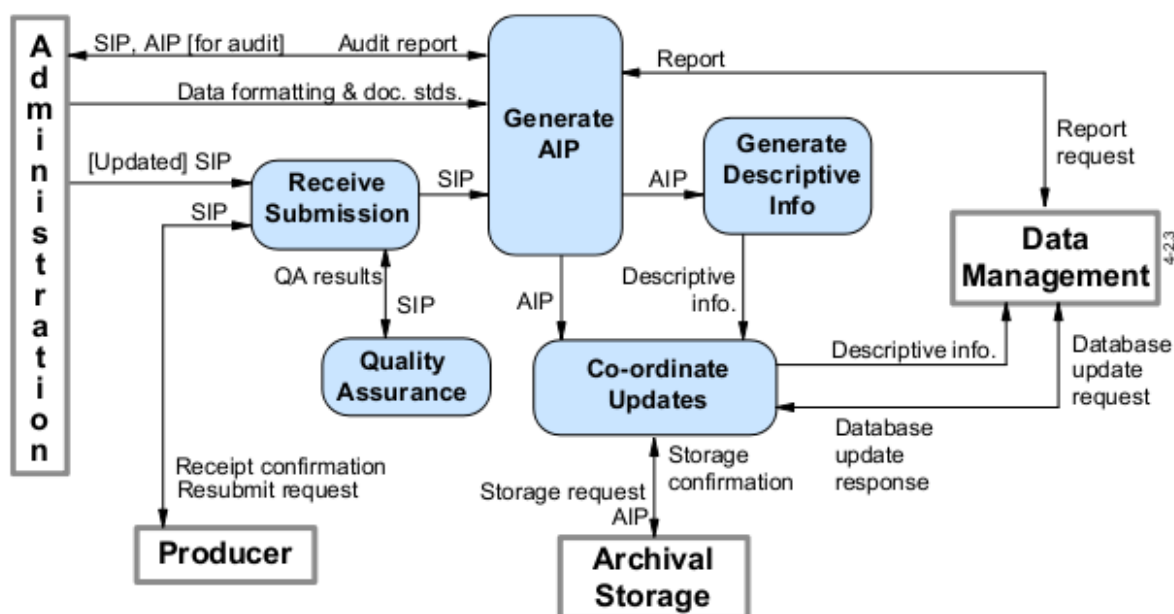 Administration
SIP, AIP [for audit]
Audit report
Data formatting & doc. stds.
[Updated] SIP
SIP
Receive
Submission
SIP
Generate
AIP
Report
Report
request
AIP
Generate
Descriptive
Info
Data
Management
4-2.3
QA results
SIP
Quality
Assurance
AIP
Descriptive
info.
Co-ordinate
Updates
Descriptive info.
Database
update
request
Database
update
response
Storage
confirmation
Storage request
AIP
Receipt confirmation
Resubmit request
Producer
Archival
Storage